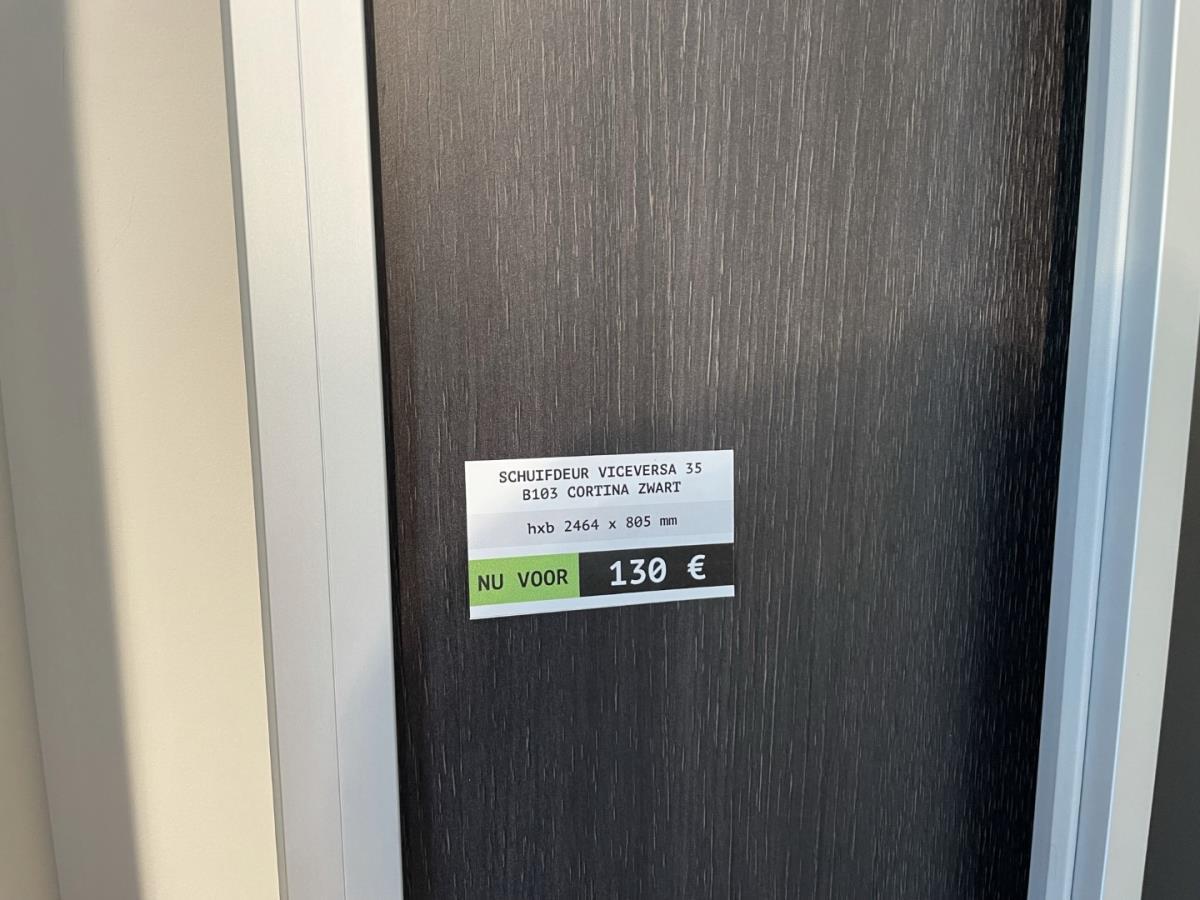 SCHUIFDEUR VICEVERSA 35
B103 CORTINA ZWART
hxb 2464 x 805 mm
NU VOOR 130 €